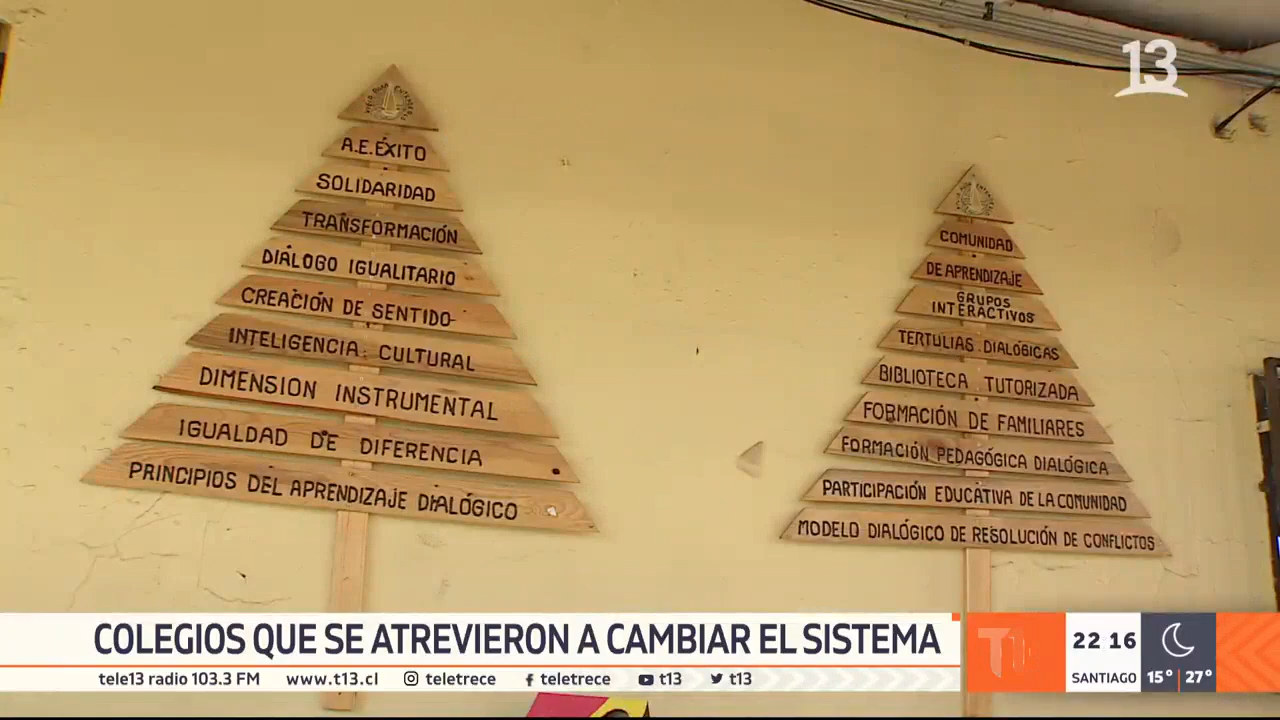 13
A.E.ÉXITO
SOLIDARIDAD
TRANSFORMACIÓN
DIÁLOGO IGUALITARIO
CREACIÓN DE SENTIDO
INTELIGENCIA CULTURAL
DIMENSION INSTRUMENTAL
IGUALDAD DE DIFERENCIA
PRINCIPIOS DEL APRENDIZAJE DIALÓGICO
COMUNIDAD
DE APRENDIZAJE
GRUPOS
INTERACTIVOS
TERTULIAS DIALÓGICAS
BIBLIOTECA TUTORIZADA
FORMACIÓN DE FAMILIARES
FORMACIÓN PEDAGÓGICA DIALÓGICA
PARTICIPACIÓN EDUCATIVA DE LA COMUNIDAD
MODELO DIALÓGICO DE RESOLUCIÓN DE CONFLICTOS
COLEGIOS QUE SE ATREVIERON A CAMBIAR EL SISTEMA
tele13 radio 103.3 FM www.t13.cl teletrece teletrece t13 t13
T13
22 16
SANTIAGO 15° 27°